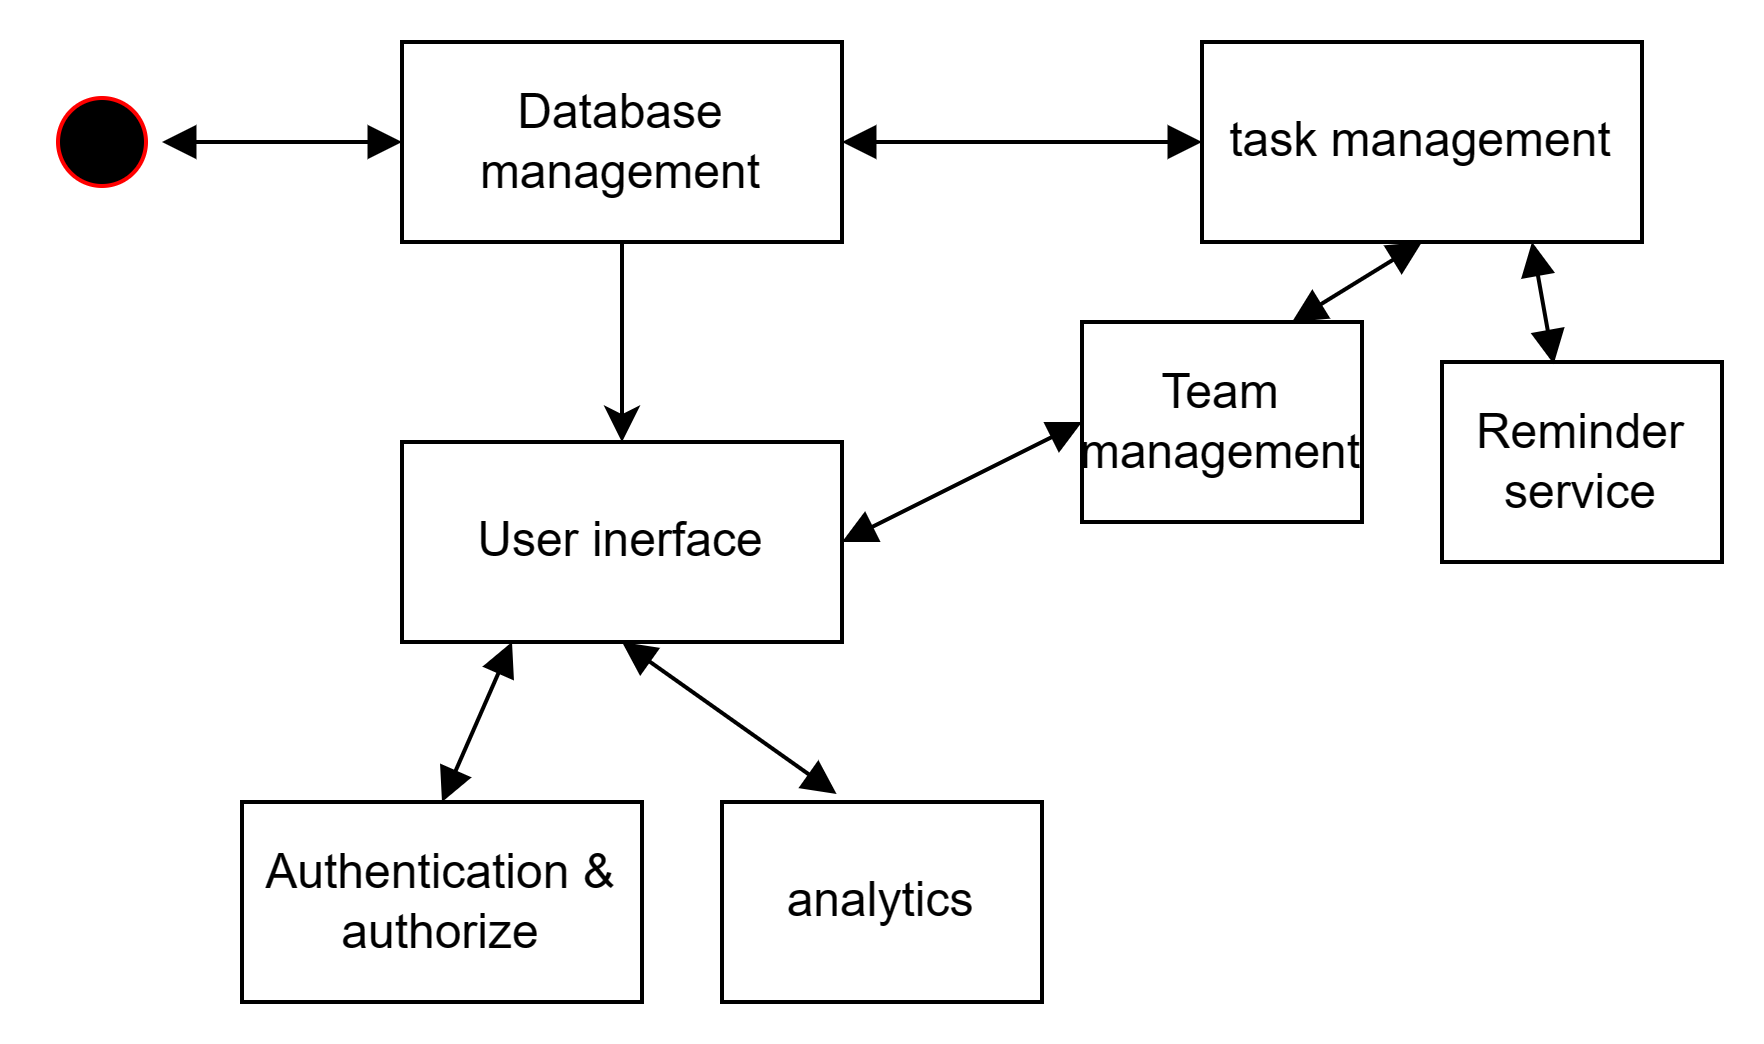 Database
management
task management
Team
management
Reminder
service
User inerface
Authentication &
authorize
analytics